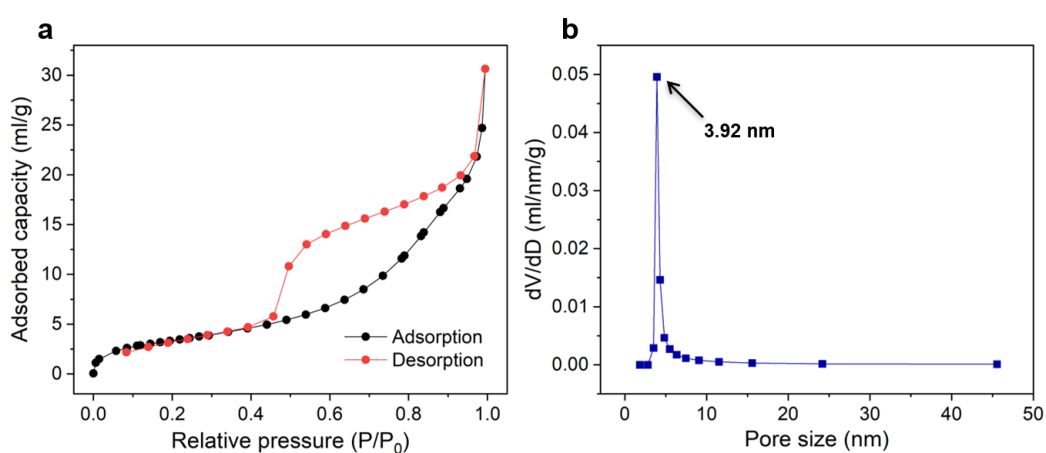 a
Adsorbed capacity (ml/g)
30
25
20
15
10
5
0
0.0 0.2 0.4 0.6 0.8 1.0
Relative pressure (P/P0)
Adsorption
Desorption
b
dV/dD (ml/nm/g)
0.05
0.04
0.03
0.02
0.01
0.00
0 10 20 30 40 50
Pore size (nm)
3.92 nm